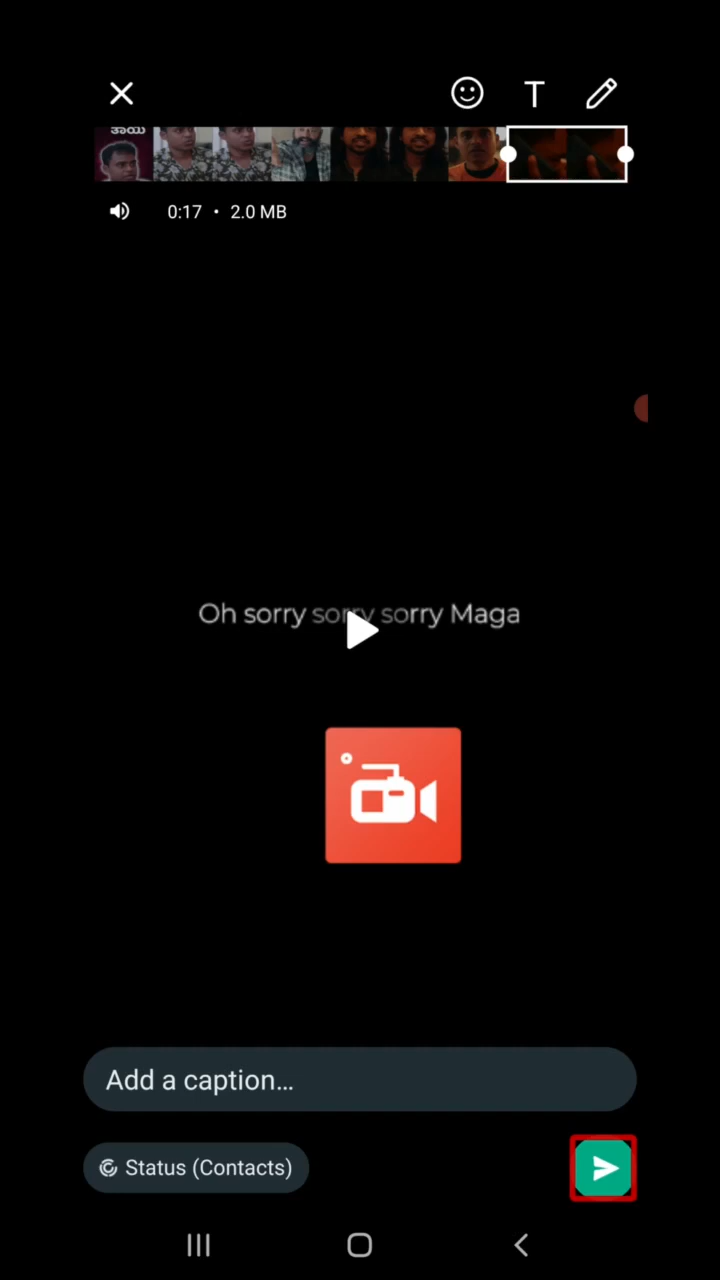 T
ತಾಯಿ
0:17 • 2.0 MB
Oh sorry sorry sorry Maga
Add a caption...
Status (Contacts)